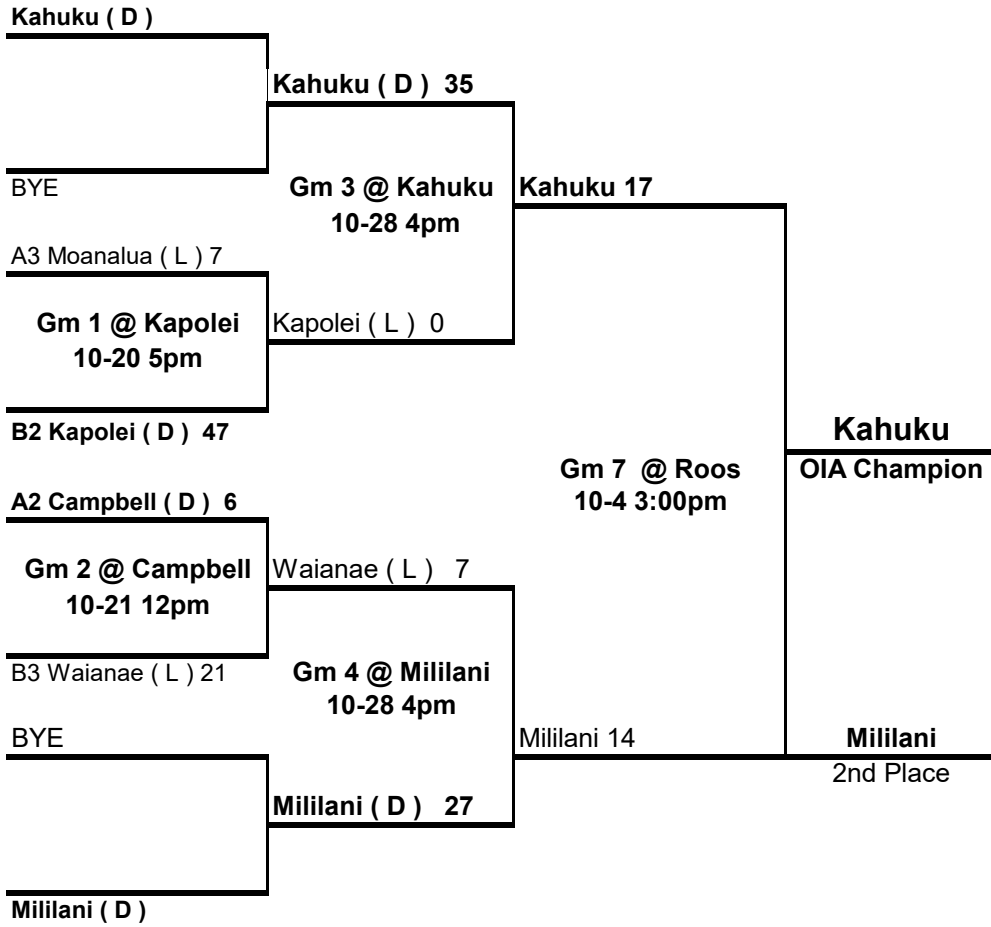 Kahuku ( D )
Kahuku ( D ) 35
BYE
Gm 3 @ Kahuku
10-28 4pm
Kahuku 17
A3 Moanalua ( L ) 7
Gm 1 @ Kapolei
10-20 5pm
Kapolei ( L ) 0
B2 Kapolei ( D ) 47
Kahuku
OIA Champion
Gm 7 @ Roos
10-4 3:00pm
A2 Campbell ( D ) 6
Gm 2 @ Campbell
10-21 12pm
Waianae ( L ) 7
B3 Waianae ( L ) 21
Gm 4 @ Mililani
10-28 4pm
BYE
Mililani 14
Mililani
2nd Place
Mililani ( D ) 27
Mililani ( D )